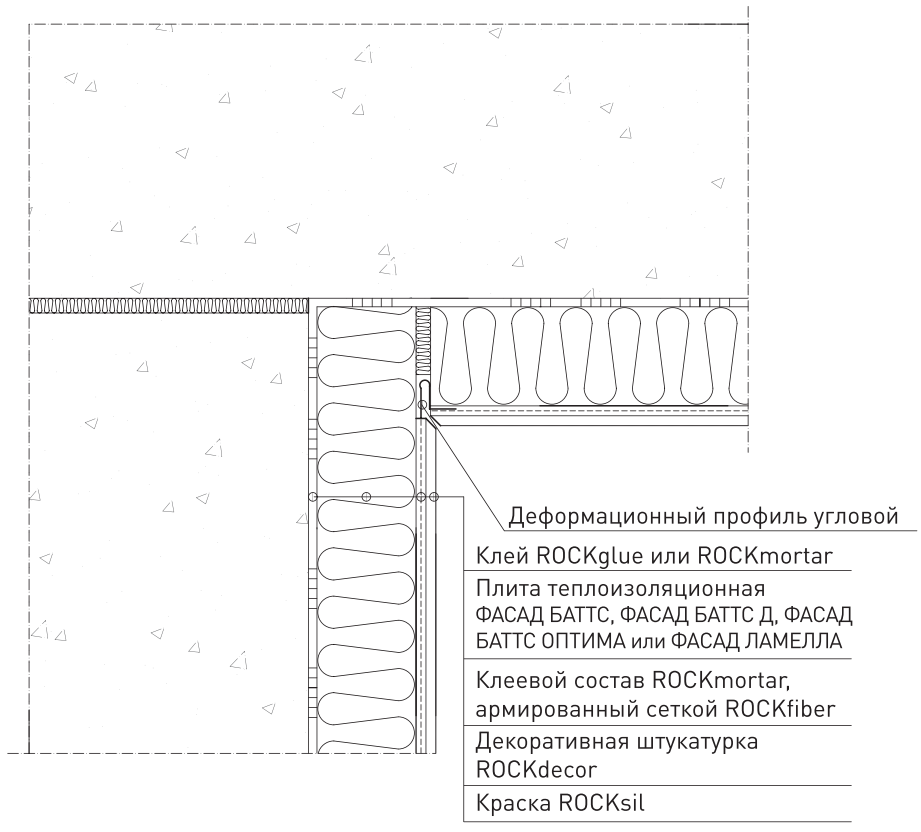 Деформационный профиль угловой
Клей ROCKglue или ROCKmortar
Плита теплоизоляционная
ФАСАД БАТТС, ФАСАД БАТТС Д, ФАСАД
БАТТС ОПТИМА или ФАСАД ЛАМЕЛЛА
Клеевой состав ROCKmortar,
армированный сеткой ROCKfiber
Декоративная штукатурка
ROCKdecor
Краска ROCKsil